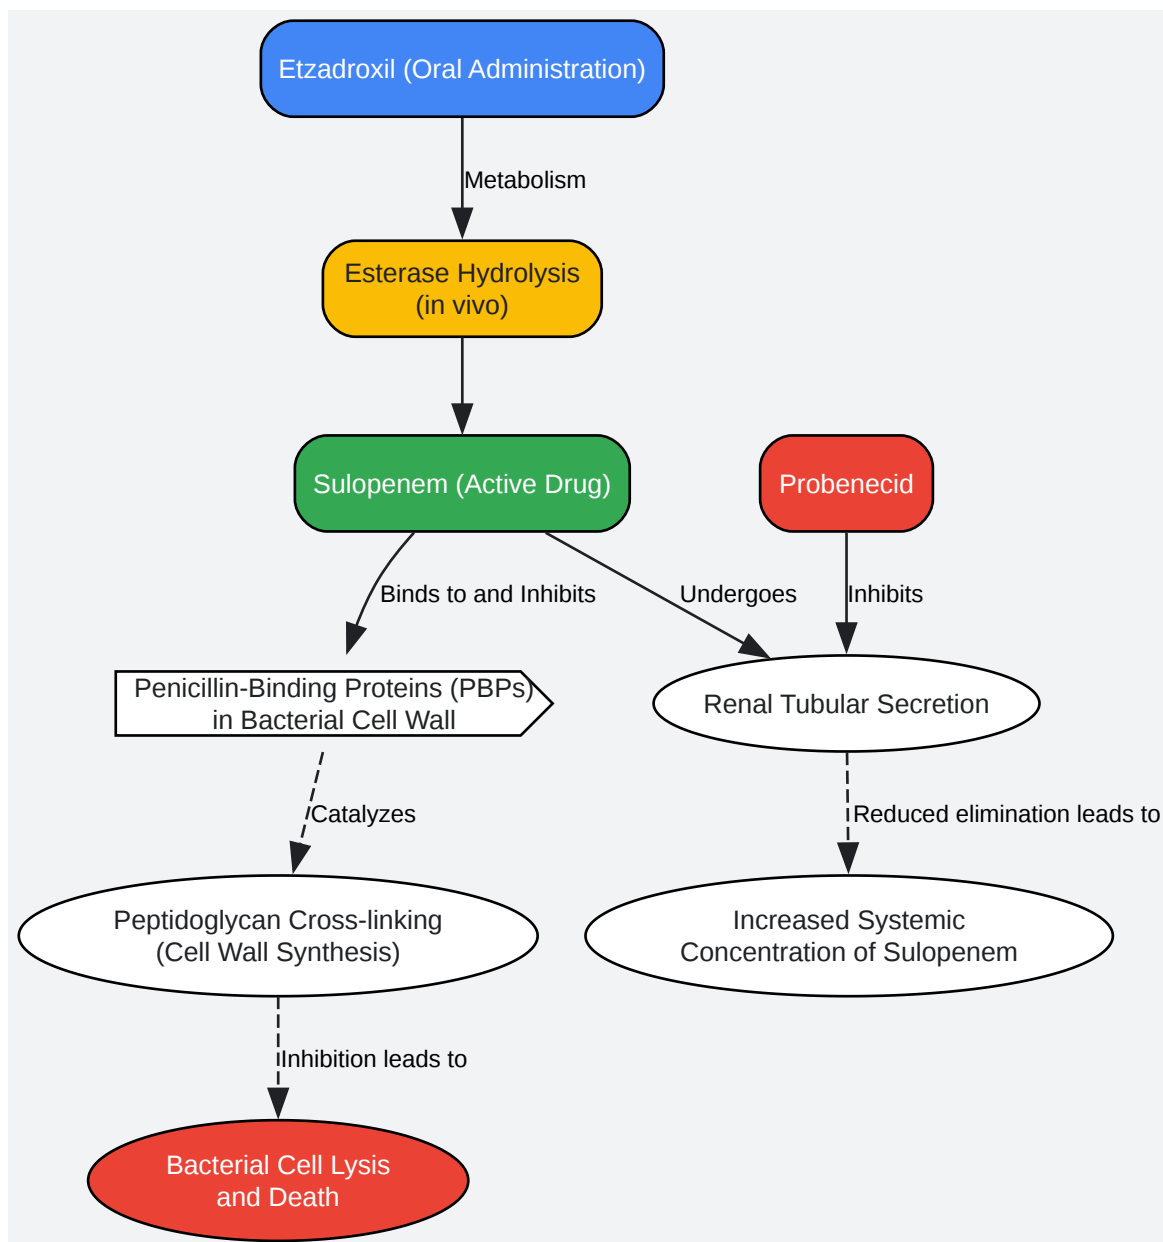 Etzadroxil (Oral Administration)
Metabolism
Esterase Hydrolysis
(in vivo)
Sulopenem (Active Drug)
Probenecid
Binds to and Inhibits
Undergoes
Inhibits
Penicillin-Binding Proteins (PBPs)
in Bacterial Cell Wall
Renal Tubular Secretion
Catalyzes
Reduced elimination leads to
Peptidoglycan Cross-linking
(Cell Wall Synthesis)
Increased Systemic
Concentration of Sulopenem
Inhibition leads to
Bacterial Cell Lysis
and Death